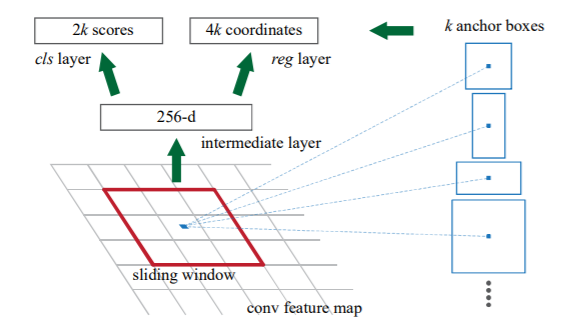 2k scores
4k coordinates
k anchor boxes
cls layer
reg layer
256-d
intermediate layer
sliding window
conv feature map